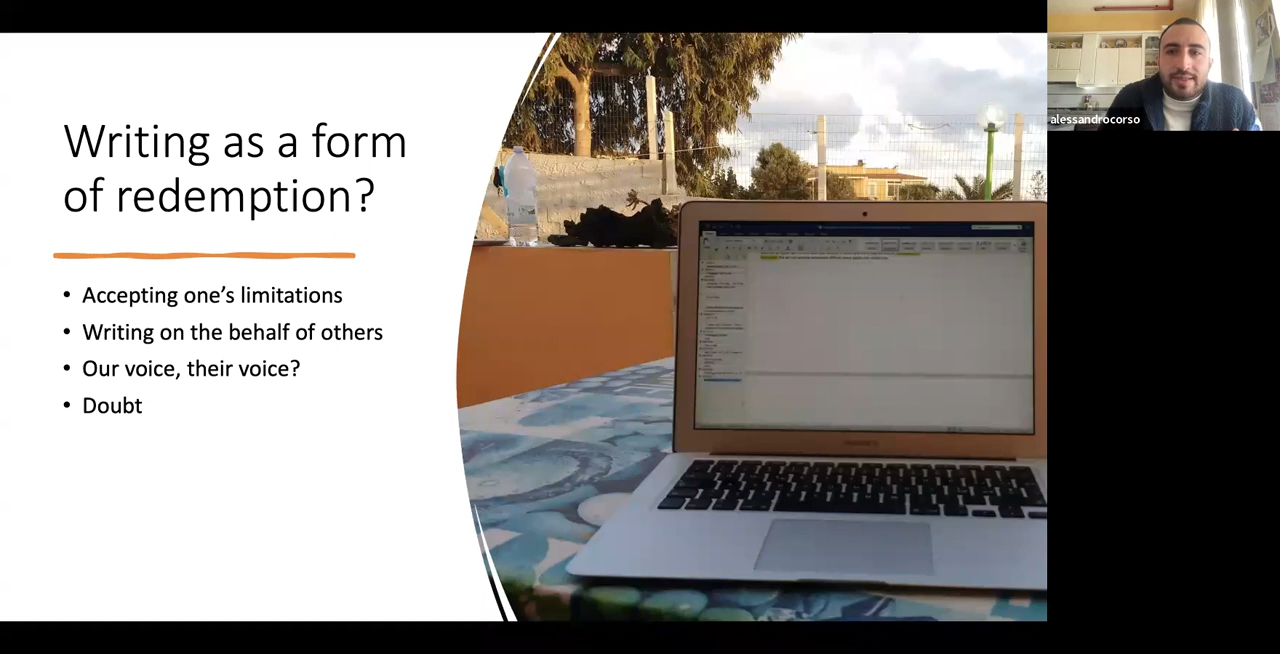 Writing as a form
of redemption?
• Accepting one’s limitations
• Writing on the behalf of others
• Our voice, their voice?
• Doubt
alessandrocorso